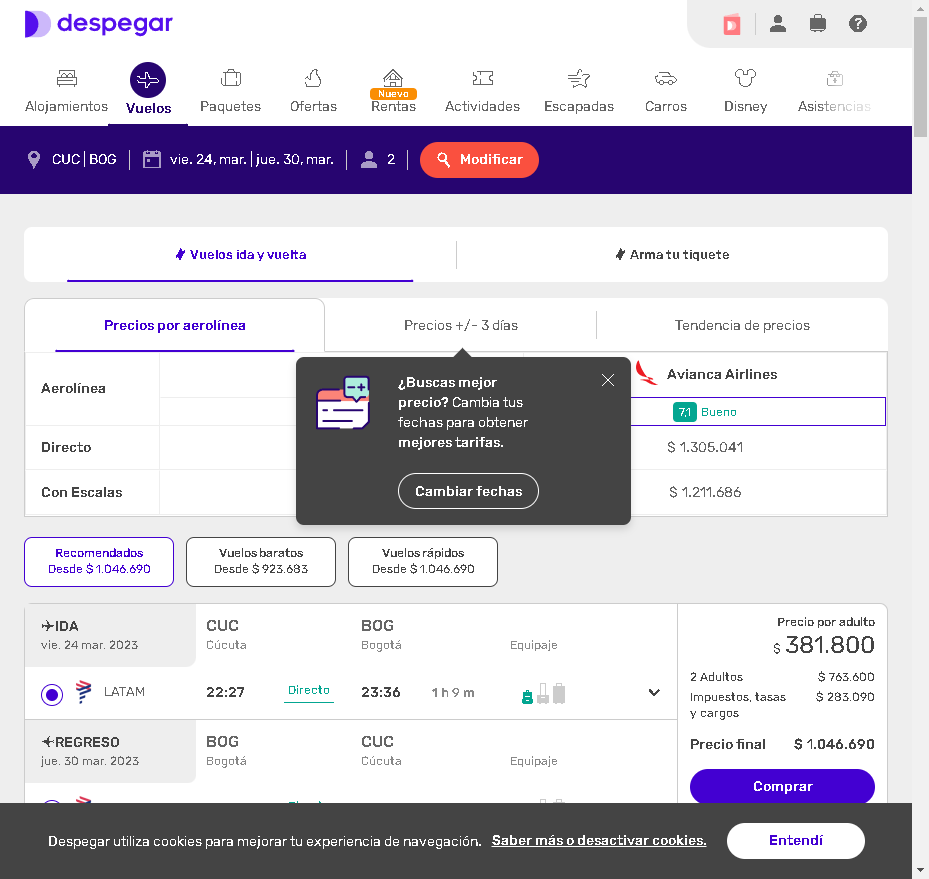 despegar
Alojamientos
Vuelos
Paquetes
Ofertas
Nuevo
Rentas
Actividades
Escapadas
Carros
Disney
Asistencias
CUC | BOG
vie. 24, mar. | jue. 30, mar.
2
Modificar
Vuelos ida y vuelta
Arma tu tiquete
Precios por aerolínea
Precios +/- 3 días
Tendencia de precios
Aerolínea
Avianca Airlines
7,1 Bueno
Directo
$ 1.305.041
Con Escalas
$ 1.211.686
¿Buscas mejor
precio? Cambia tus
fechas para obtener
mejores tarifas.
Cambiar fechas
Recomendados
Desde $ 1.046.690
Vuelos baratos
Desde $ 923.683
Vuelos rápidos
Desde $ 1.046.690
IDA
vie. 24 mar. 2023
CUC
Cúcuta
BOG
Bogotá
Equipaje
LATAM
22:27
Directo
23:36
1 h 9 m
REGRESO
jue. 30 mar. 2023
BOG
Bogotá
CUC
Cúcuta
Equipaje
Precio por adulto
$ 381.800
2 Adultos $ 763.600
Impuestos, tasas $ 283.090
y cargos
Precio final $ 1.046.690
Comprar
Despegar utiliza cookies para mejorar tu experiencia de navegación. Saber más o desactivar cookies.
Entendí